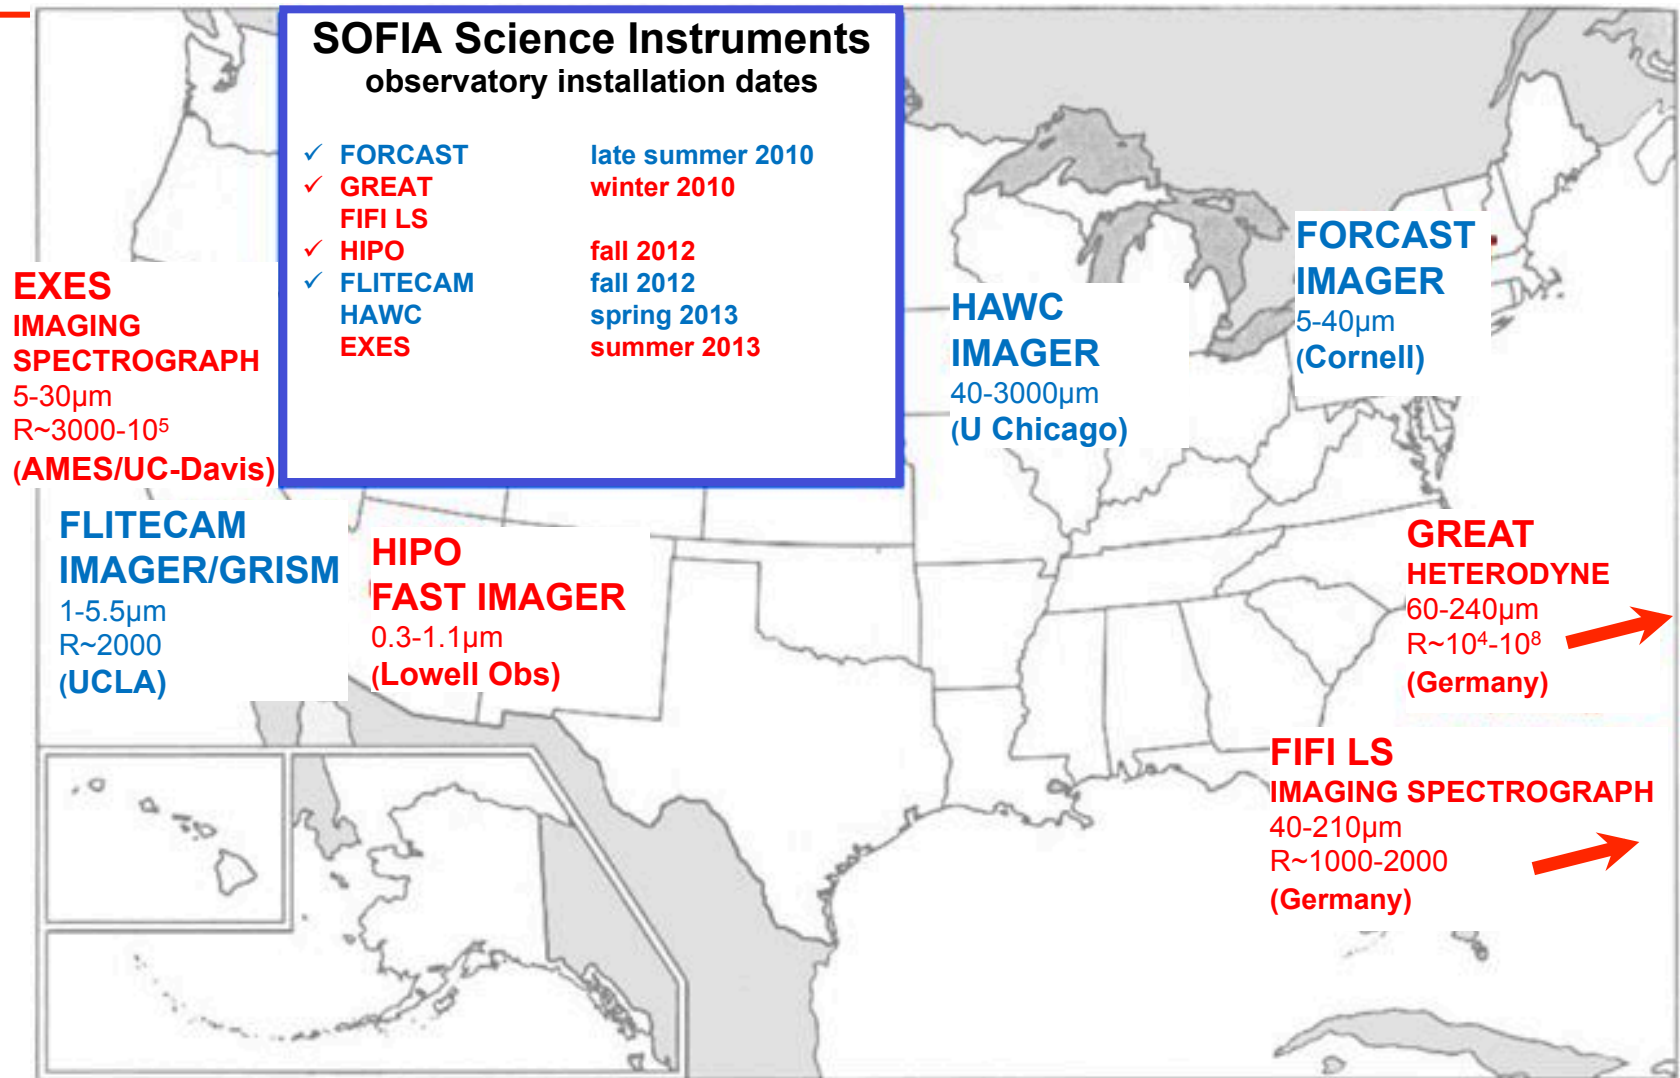 SOFIA Science Instruments
observatory installation dates
✓ FORCAST late summer 2010
✓ GREAT winter 2010
FIFI LS
✓ HIPO fall 2012
✓ FLITECAM fall 2012
HAWC spring 2013
EXES summer 2013
EXES
IMAGING
SPECTROGRAPH
5-30µm
R~3000-10⁵
(AMES/UC-Davis)
FLITECAM
IMAGER/GRISM
1-5.5µm
R~2000
(UCLA)
HIPO
FAST IMAGER
0.3-1.1µm
(Lowell Obs)
HAWC
IMAGER
40-3000µm
(U Chicago)
FORCAST
IMAGER
5-40µm
(Cornell)
GREAT
HETERODYNE
60-240µm
R~10⁴-10⁸
(Germany)
FIFI LS
IMAGING SPECTROGRAPH
40-210µm
R~1000-2000
(Germany)